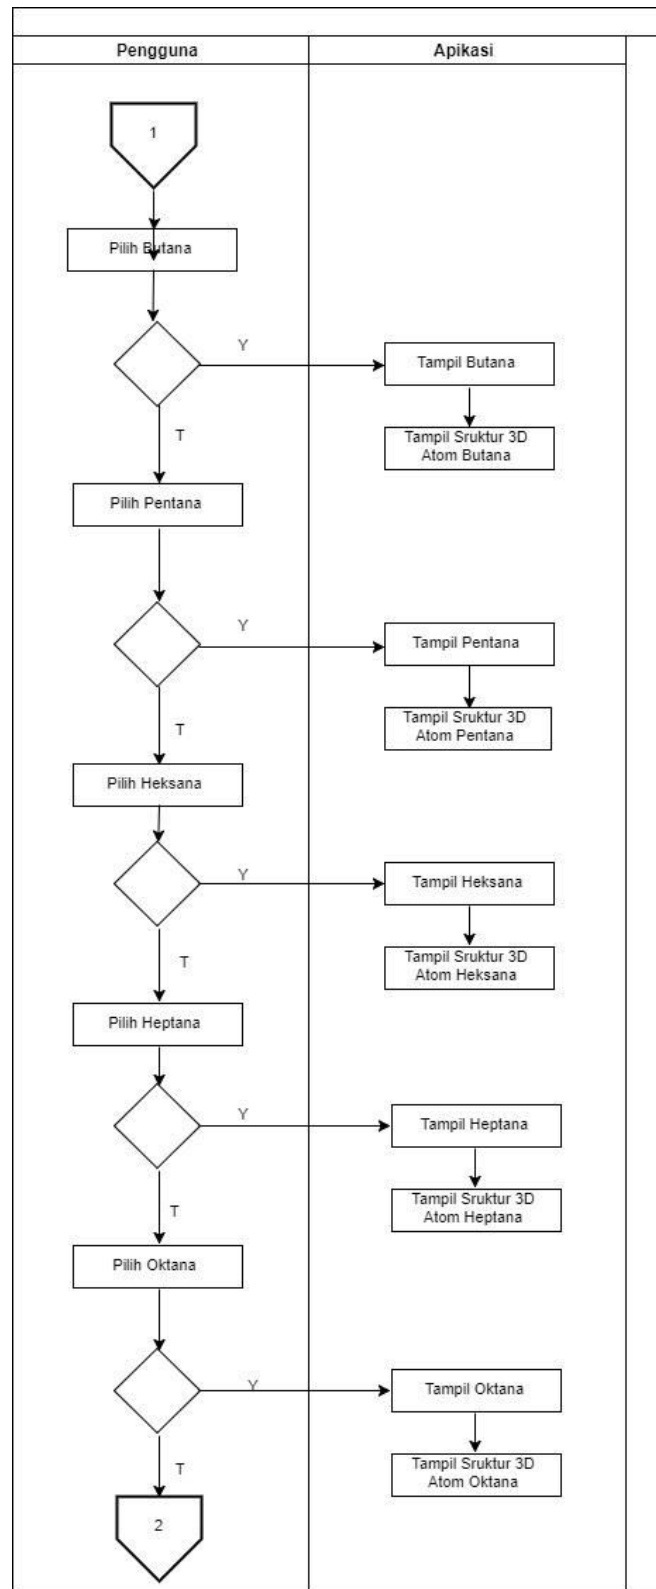 Pengguna
Apikasi
1
Pilih Butana
Y
Tampil Butana
Tampil Sruktur 3D
Atom Butana
T
Pilih Pentana
Y
Tampil Pentana
Tampil Sruktur 3D
Atom Pentana
T
Pilih Heksana
Y
Tampil Heksana
Tampil Sruktur 3D
Atom Heksana
T
Pilih Heptana
Y
Tampil Heptana
Tampil Sruktur 3D
Atom Heptana
T
Pilih Oktana
Y
Tampil Oktana
Tampil Sruktur 3D
Atom Oktana
T
2